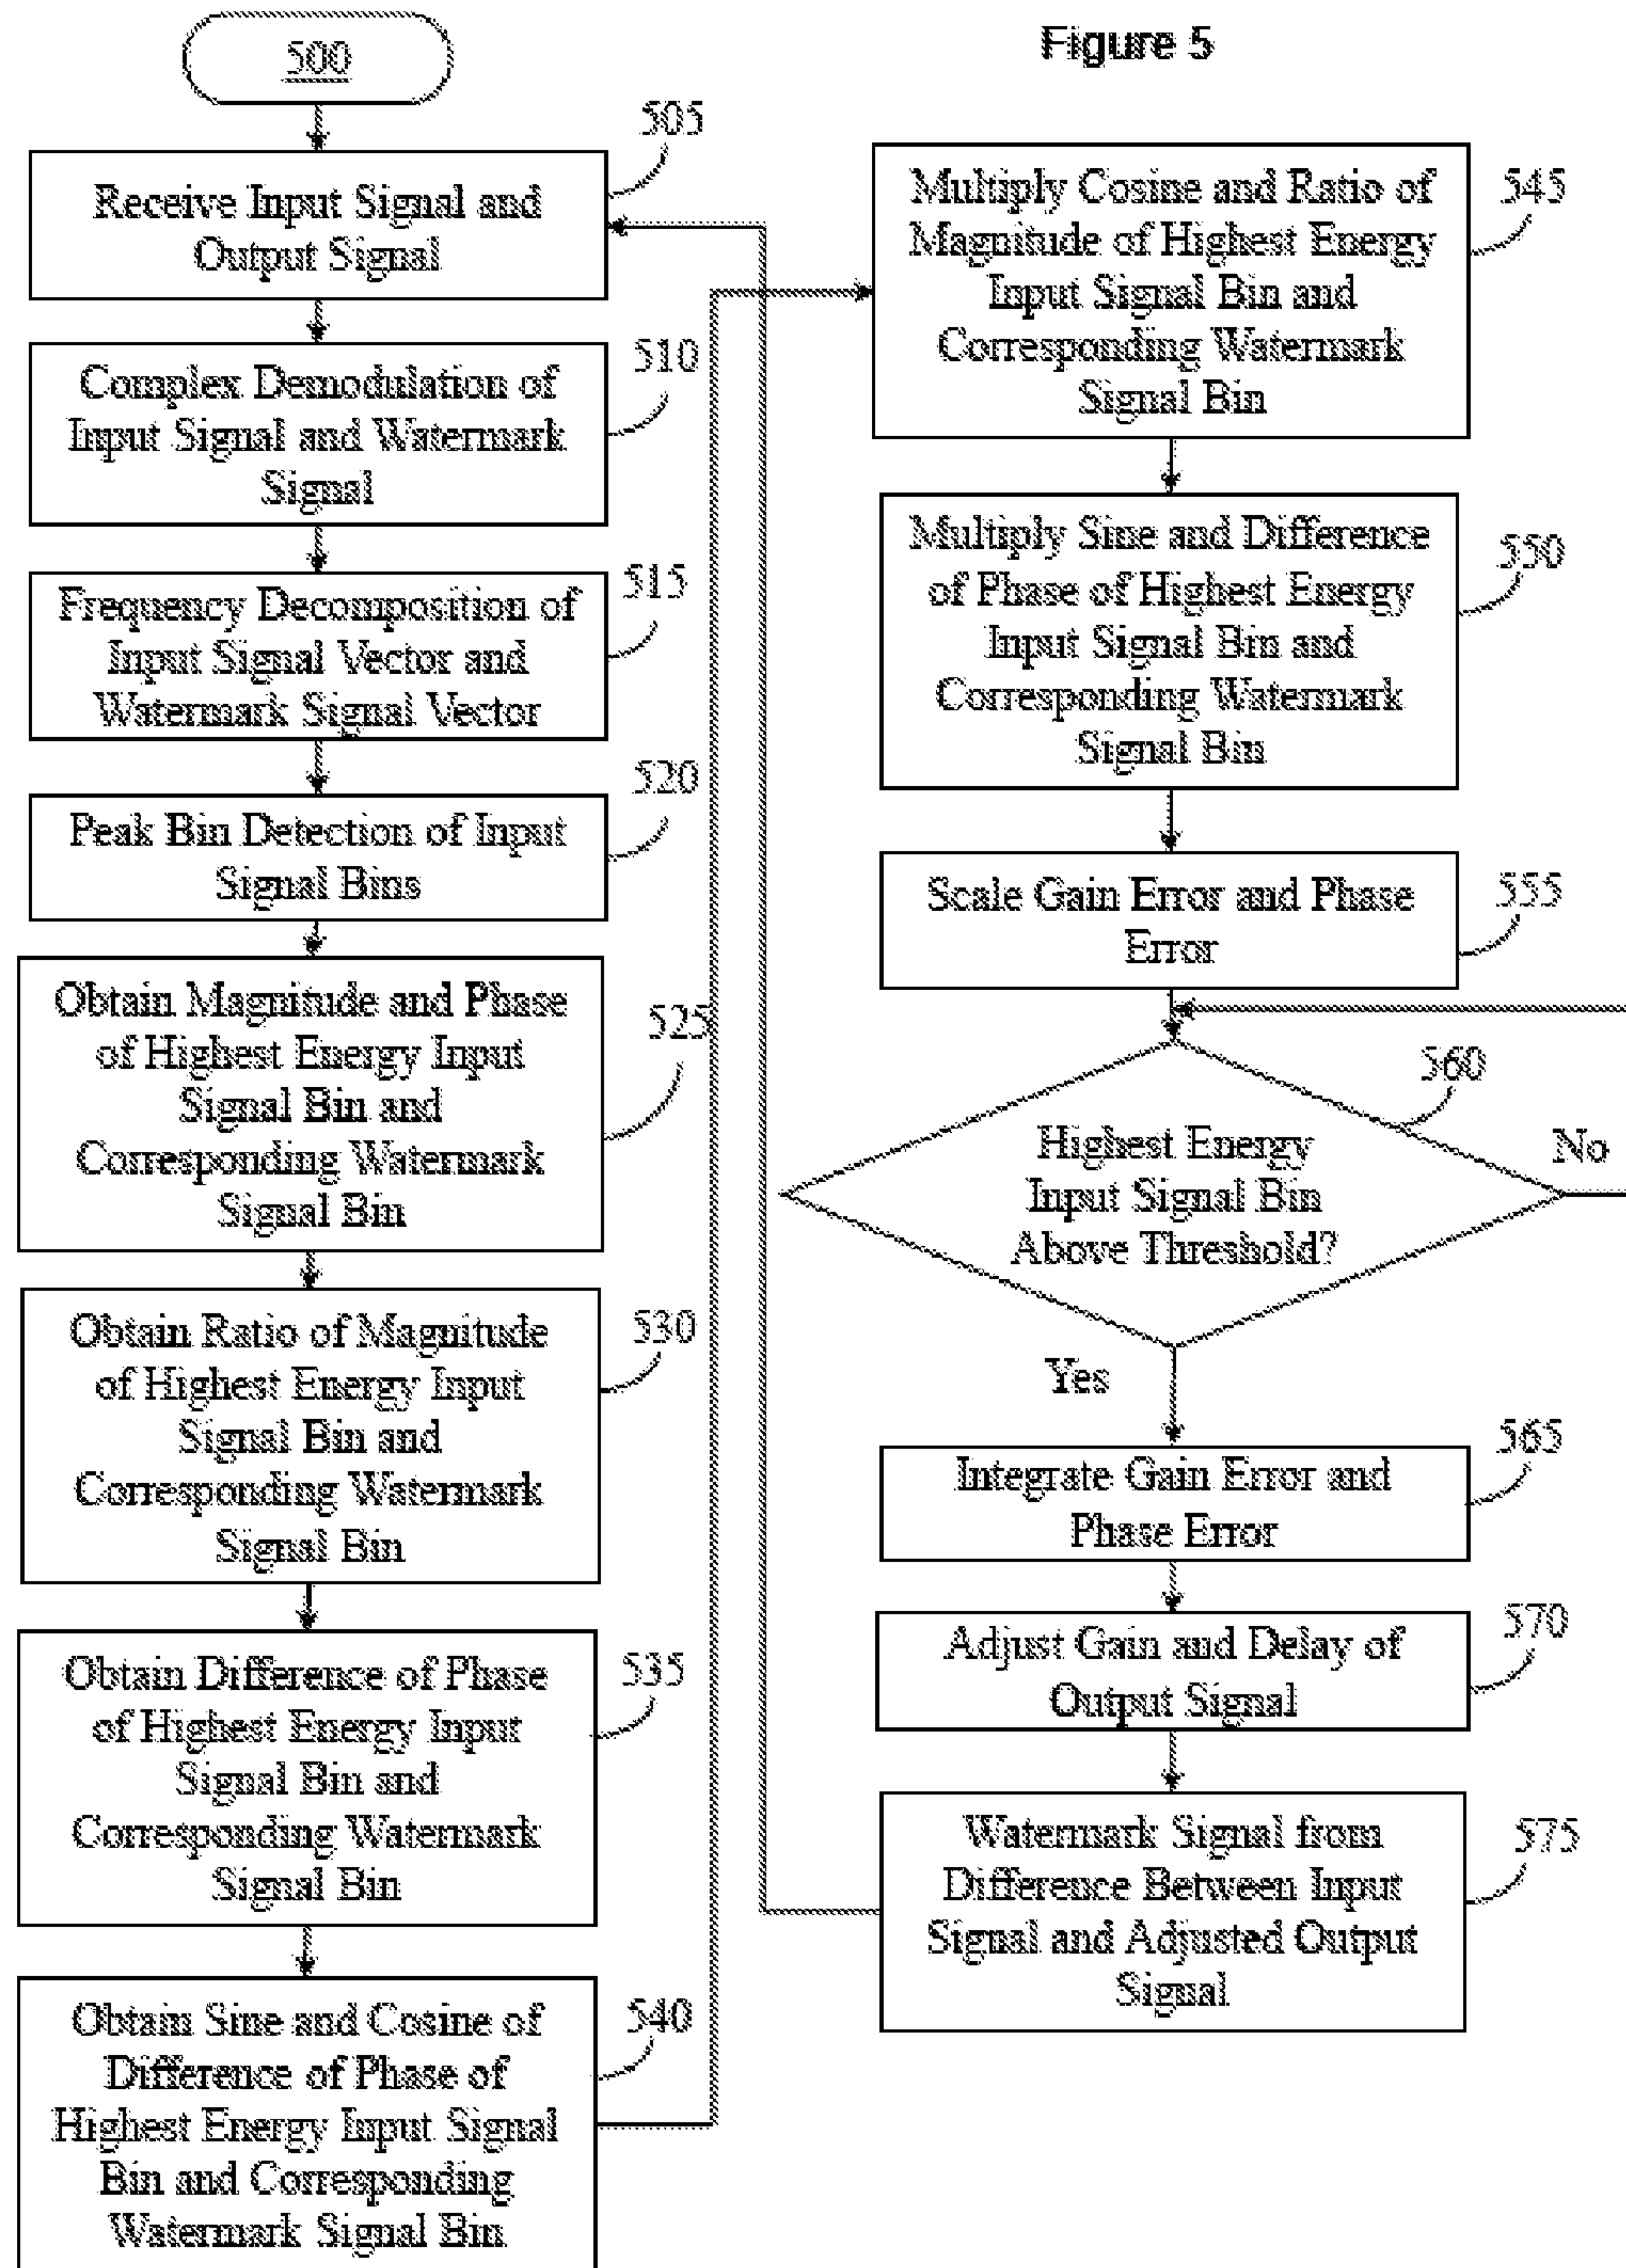 Figure 5
500
505
Receive Input Signal and
Output Signal
510
Complex Demodulation of
Input Signal and Watermark
Signal
515
Frequency Decomposition of
Input Signal Vector and
Watermark Signal Vector
520
Peak Bin Detection of Input
Signal Bins
525
Obtain Magnitude and Phase
of Highest Energy Input
Signal Bin and
Corresponding Watermark
Signal Bin
530
Obtain Ratio of Magnitude
of Highest Energy Input
Signal Bin and
Corresponding Watermark
Signal Bin
535
Obtain Difference of Phase
of Highest Energy Input
Signal Bin and
Corresponding Watermark
Signal Bin
540
Obtain Sine and Cosine of
Difference of Phase of
Highest Energy Input Signal
Bin and Corresponding
Watermark Signal Bin
545
Multiply Cosine and Ratio of
Magnitude of Highest Energy
Input Signal Bin and
Corresponding Watermark
Signal Bin
550
Multiply Sine and Difference
of Phase of Highest Energy
Input Signal Bin and
Corresponding Watermark
Signal Bin
555
Scale Gain Error and Phase
Error
560
Highest Energy
Input Signal Bin
Above Threshold?
No
Yes
565
Integrate Gain Error and
Phase Error
570
Adjust Gain and Delay of
Output Signal
575
Watermark Signal from
Difference Between Input
Signal and Adjusted Output
Signal